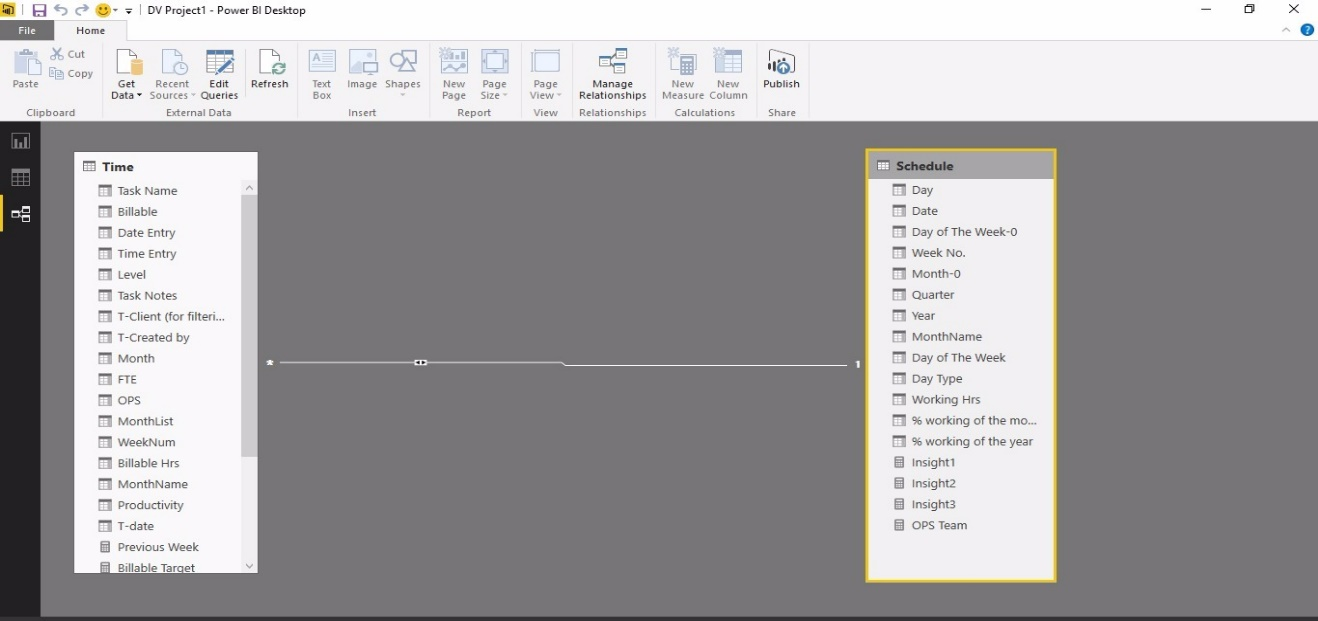 DV Project1 - Power BI Desktop
File Home
Paste Cut Copy
Get Data Recent Sources Edit Queries Refresh
Text Box Image Shapes
New Page Page Size
Page View
Manage Relationships
New Measure New Column
Publish
Clipboard External Data Insert Report View Relationships Calculations Share
Time
Task Name
Billable
Date Entry
Time Entry
Level
Task Notes
T-Client (for filteri...
T-Created by
Month
FTE
OPS
MonthList
WeekNum
Billable Hrs
MonthName
Productivity
T-date
Previous Week
Billable Target
* 1
Schedule
Day
Date
Day of The Week-0
Week No.
Month-0
Quarter
Year
MonthName
Day of The Week
Day Type
Working Hrs
% working of the mo...
% working of the year
Insight1
Insight2
Insight3
OPS Team